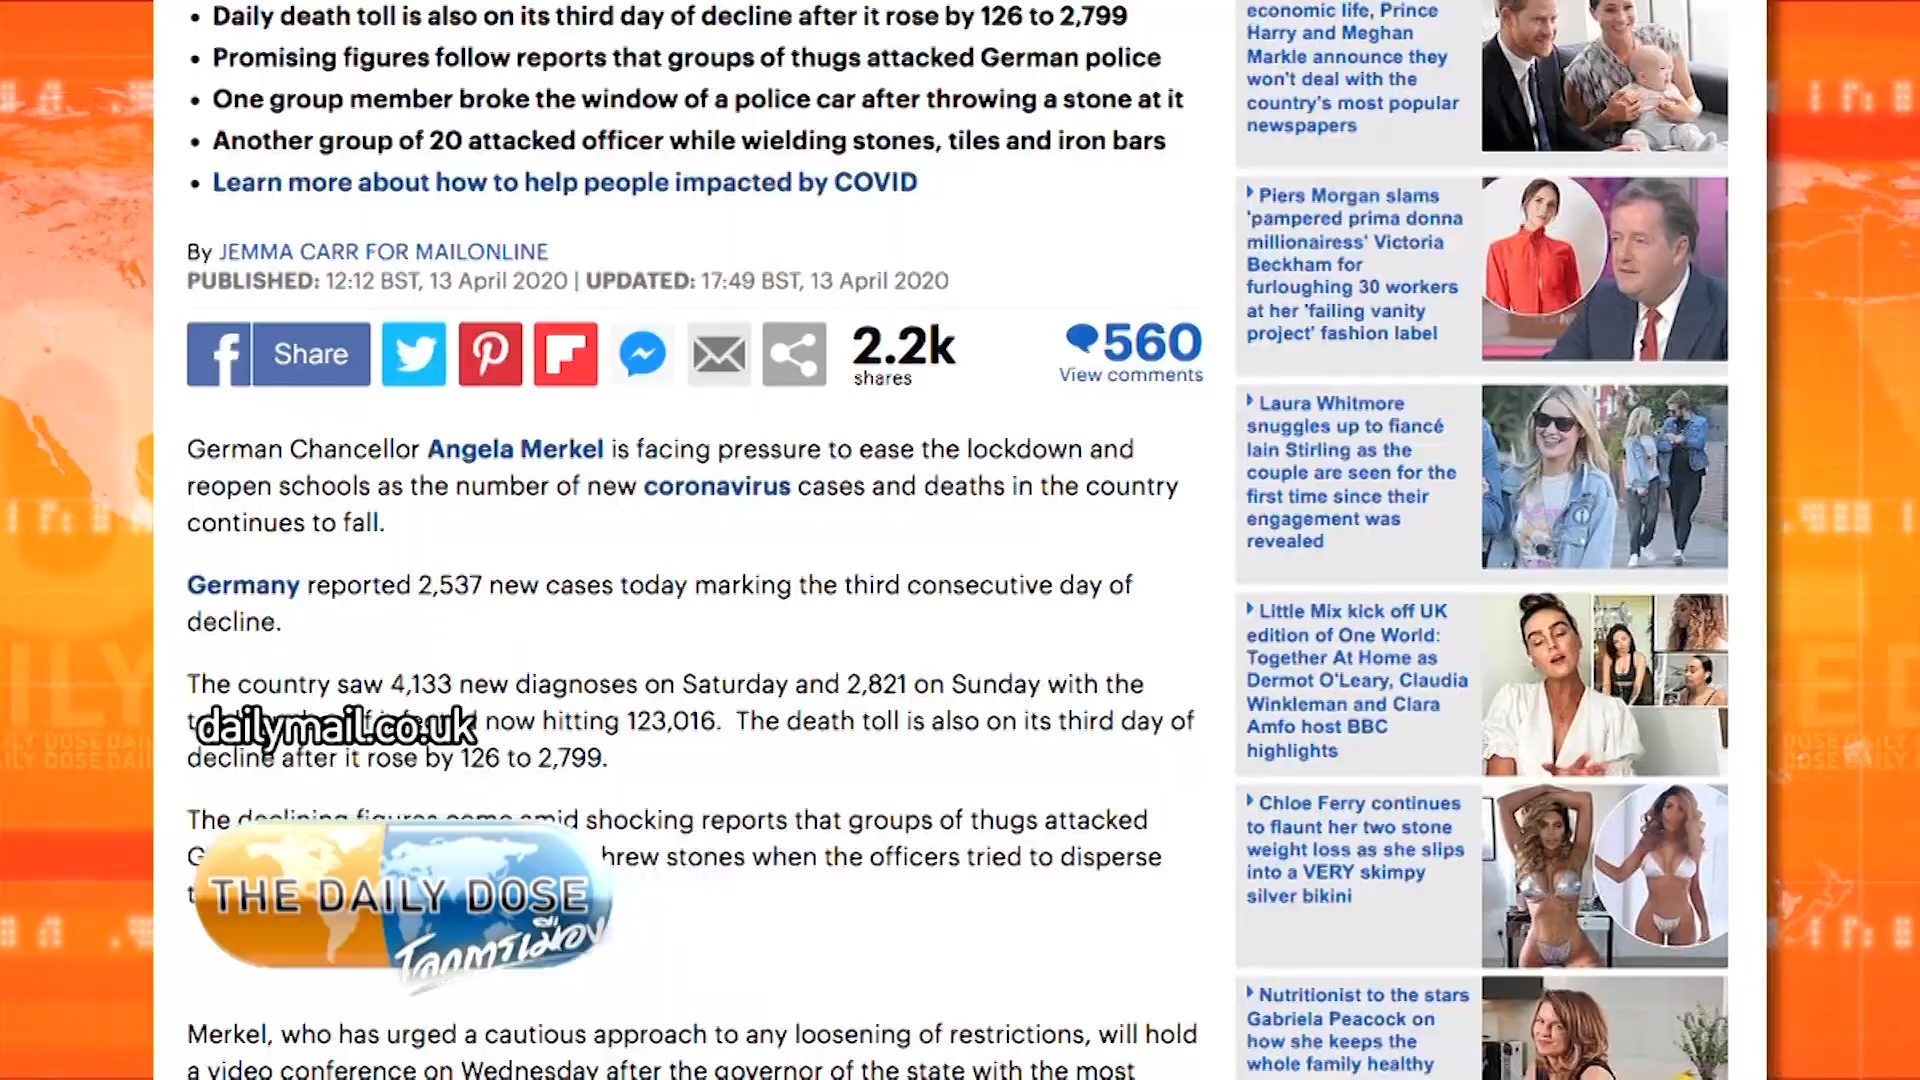 Daily death toll is also on its third day of decline after it rose by 126 to 2,799
Promising figures follow reports that groups of thugs attacked German police
One group member broke the window of a police car after throwing a stone at it
Another group of 20 attacked officer while wielding stones, tiles and iron bars
Learn more about how to help people impacted by COVID
By JEMMA CARR FOR MAILONLINE
PUBLISHED: 12:12 BST, 13 April 2020 | UPDATED: 17:49 BST, 13 April 2020
Share
2.2k
shares
560
View comments
German Chancellor Angela Merkel is facing pressure to ease the lockdown and
reopen schools as the number of new coronavirus cases and deaths in the country
continues to fall.
Germany reported 2,537 new cases today marking the third consecutive day of
decline.
The country saw 4,133 new diagnoses on Saturday and 2,821 on Sunday with the
now hitting 123,016. The death toll is also on its third day of
dailymail.co.uk
decline after it rose by 126 to 2,799.
The declining figures come amid shocking reports that groups of thugs attacked
threw stones when the officers tried to disperse
THE DAILY DOSE
โลกการเมือง
Merkel, who has urged a cautious approach to any loosening of restrictions, will hold
a video conference on Wednesday after the governor of the state with the most
economic life, Prince
Harry and Meghan
Markle announce they
won't deal with the
country's most popular
newspapers
Piers Morgan slams
'pampered prima donna
millionairess' Victoria
Beckham for
furloughing 30 workers
at her 'failing vanity
project' fashion label
Laura Whitmore
snuggles up to fiancé
Iain Stirling as the
couple are seen for the
first time since their
engagement was
revealed
Little Mix kick off UK
edition of One World:
Together At Home as
Dermot O'Leary, Claudia
Winkleman and Clara
Amfo host BBC
highlights
Chloe Ferry continues
to flaunt her two stone
weight loss as she slips
into a VERY skimpy
silver bikini
Nutritionist to the stars
Gabriela Peacock on
how she keeps the
whole family healthy